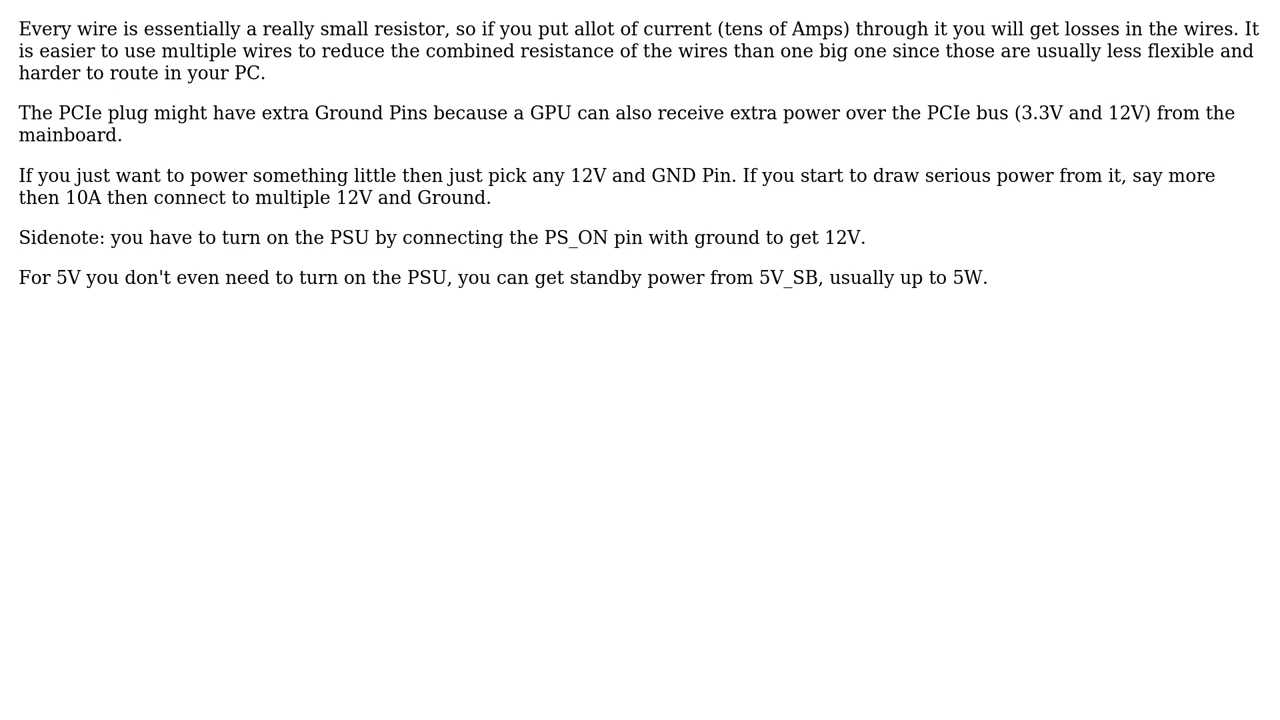 Every wire is essentially a really small resistor, so if you put allot of current (tens of Amps) through it you will get losses in the wires. It
is easier to use multiple wires to reduce the combined resistance of the wires than one big one since those are usually less flexible and
harder to route in your PC.
The PCIe plug might have extra Ground Pins because a GPU can also receive extra power over the PCIe bus (3.3V and 12V) from the
mainboard.
If you just want to power something little then just pick any 12V and GND Pin. If you start to draw serious power from it, say more
then 10A then connect to multiple 12V and Ground.
Sidenote: you have to turn on the PSU by connecting the PS_ON pin with ground to get 12V.
For 5V you don't even need to turn on the PSU, you can get standby power from 5V_SB, usually up to 5W.